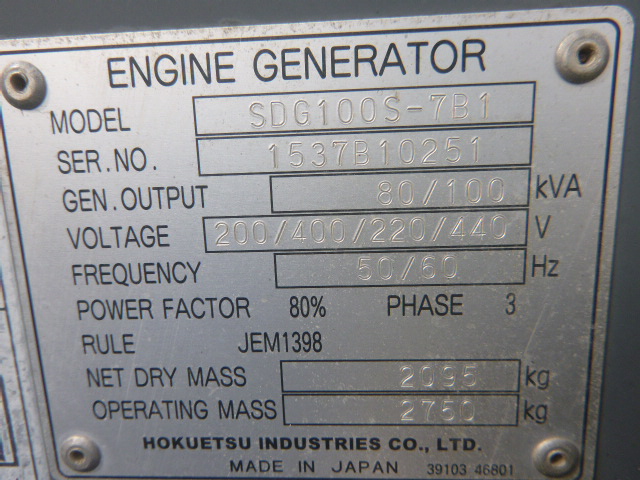 ENGINE GENERATOR
MODEL SDG100S-7B1
SER.NO. 1537B10251
GEN.OUTPUT 80/100 kVA
VOLTAGE 200/400/220/440 V
FREQUENCY 50/60 Hz
POWER FACTOR 80% PHASE 3
RULE JEM1398
NET DRY MASS 2095 kg
OPERATING MASS 2750 kg
HOKUETSU INDUSTRIES CO., LTD.
MADE IN JAPAN 39103 46801